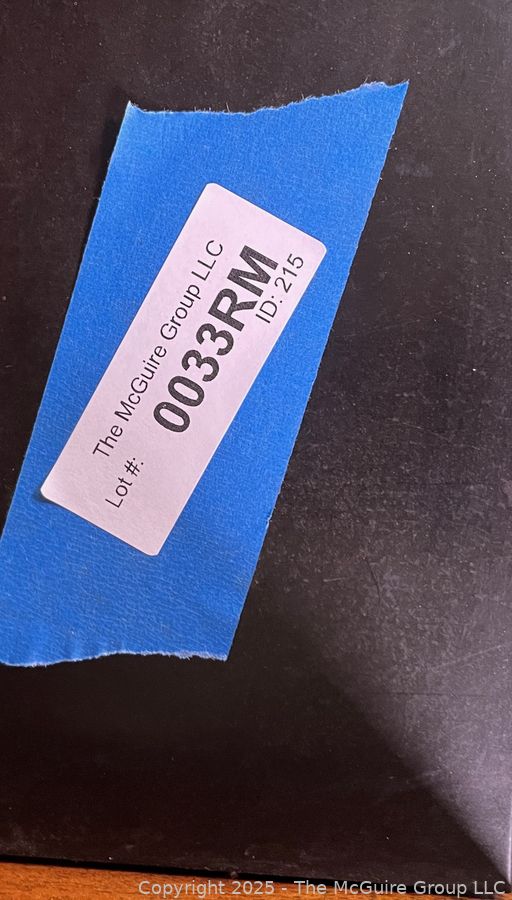 The McGuire Group LLC
Lot #:
0033RM
ID: 215
Copyright 2025 - The McGuire Group LLC